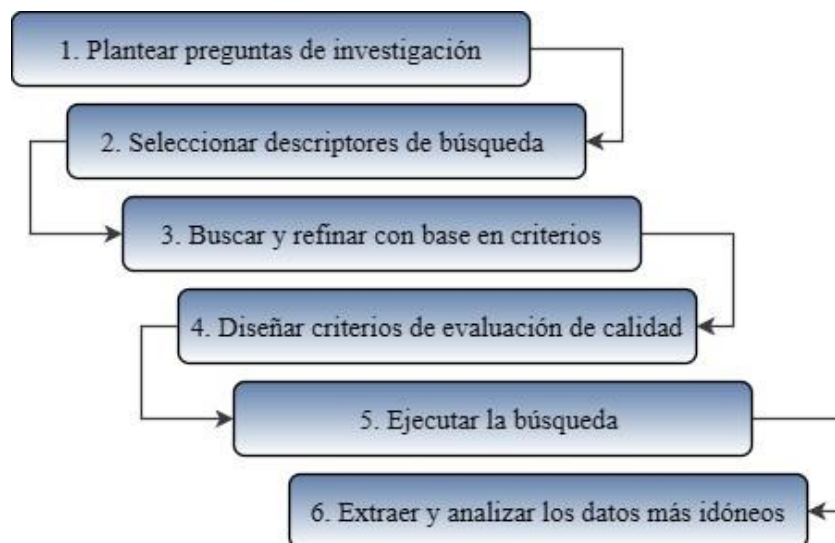 1. Plantear preguntas de investigación
2. Seleccionar descriptores de búsqueda
3. Buscar y refinar con base en criterios
4. Diseñar criterios de evaluación de calidad
5. Ejecutar la búsqueda
6. Extraer y analizar los datos más idóneos